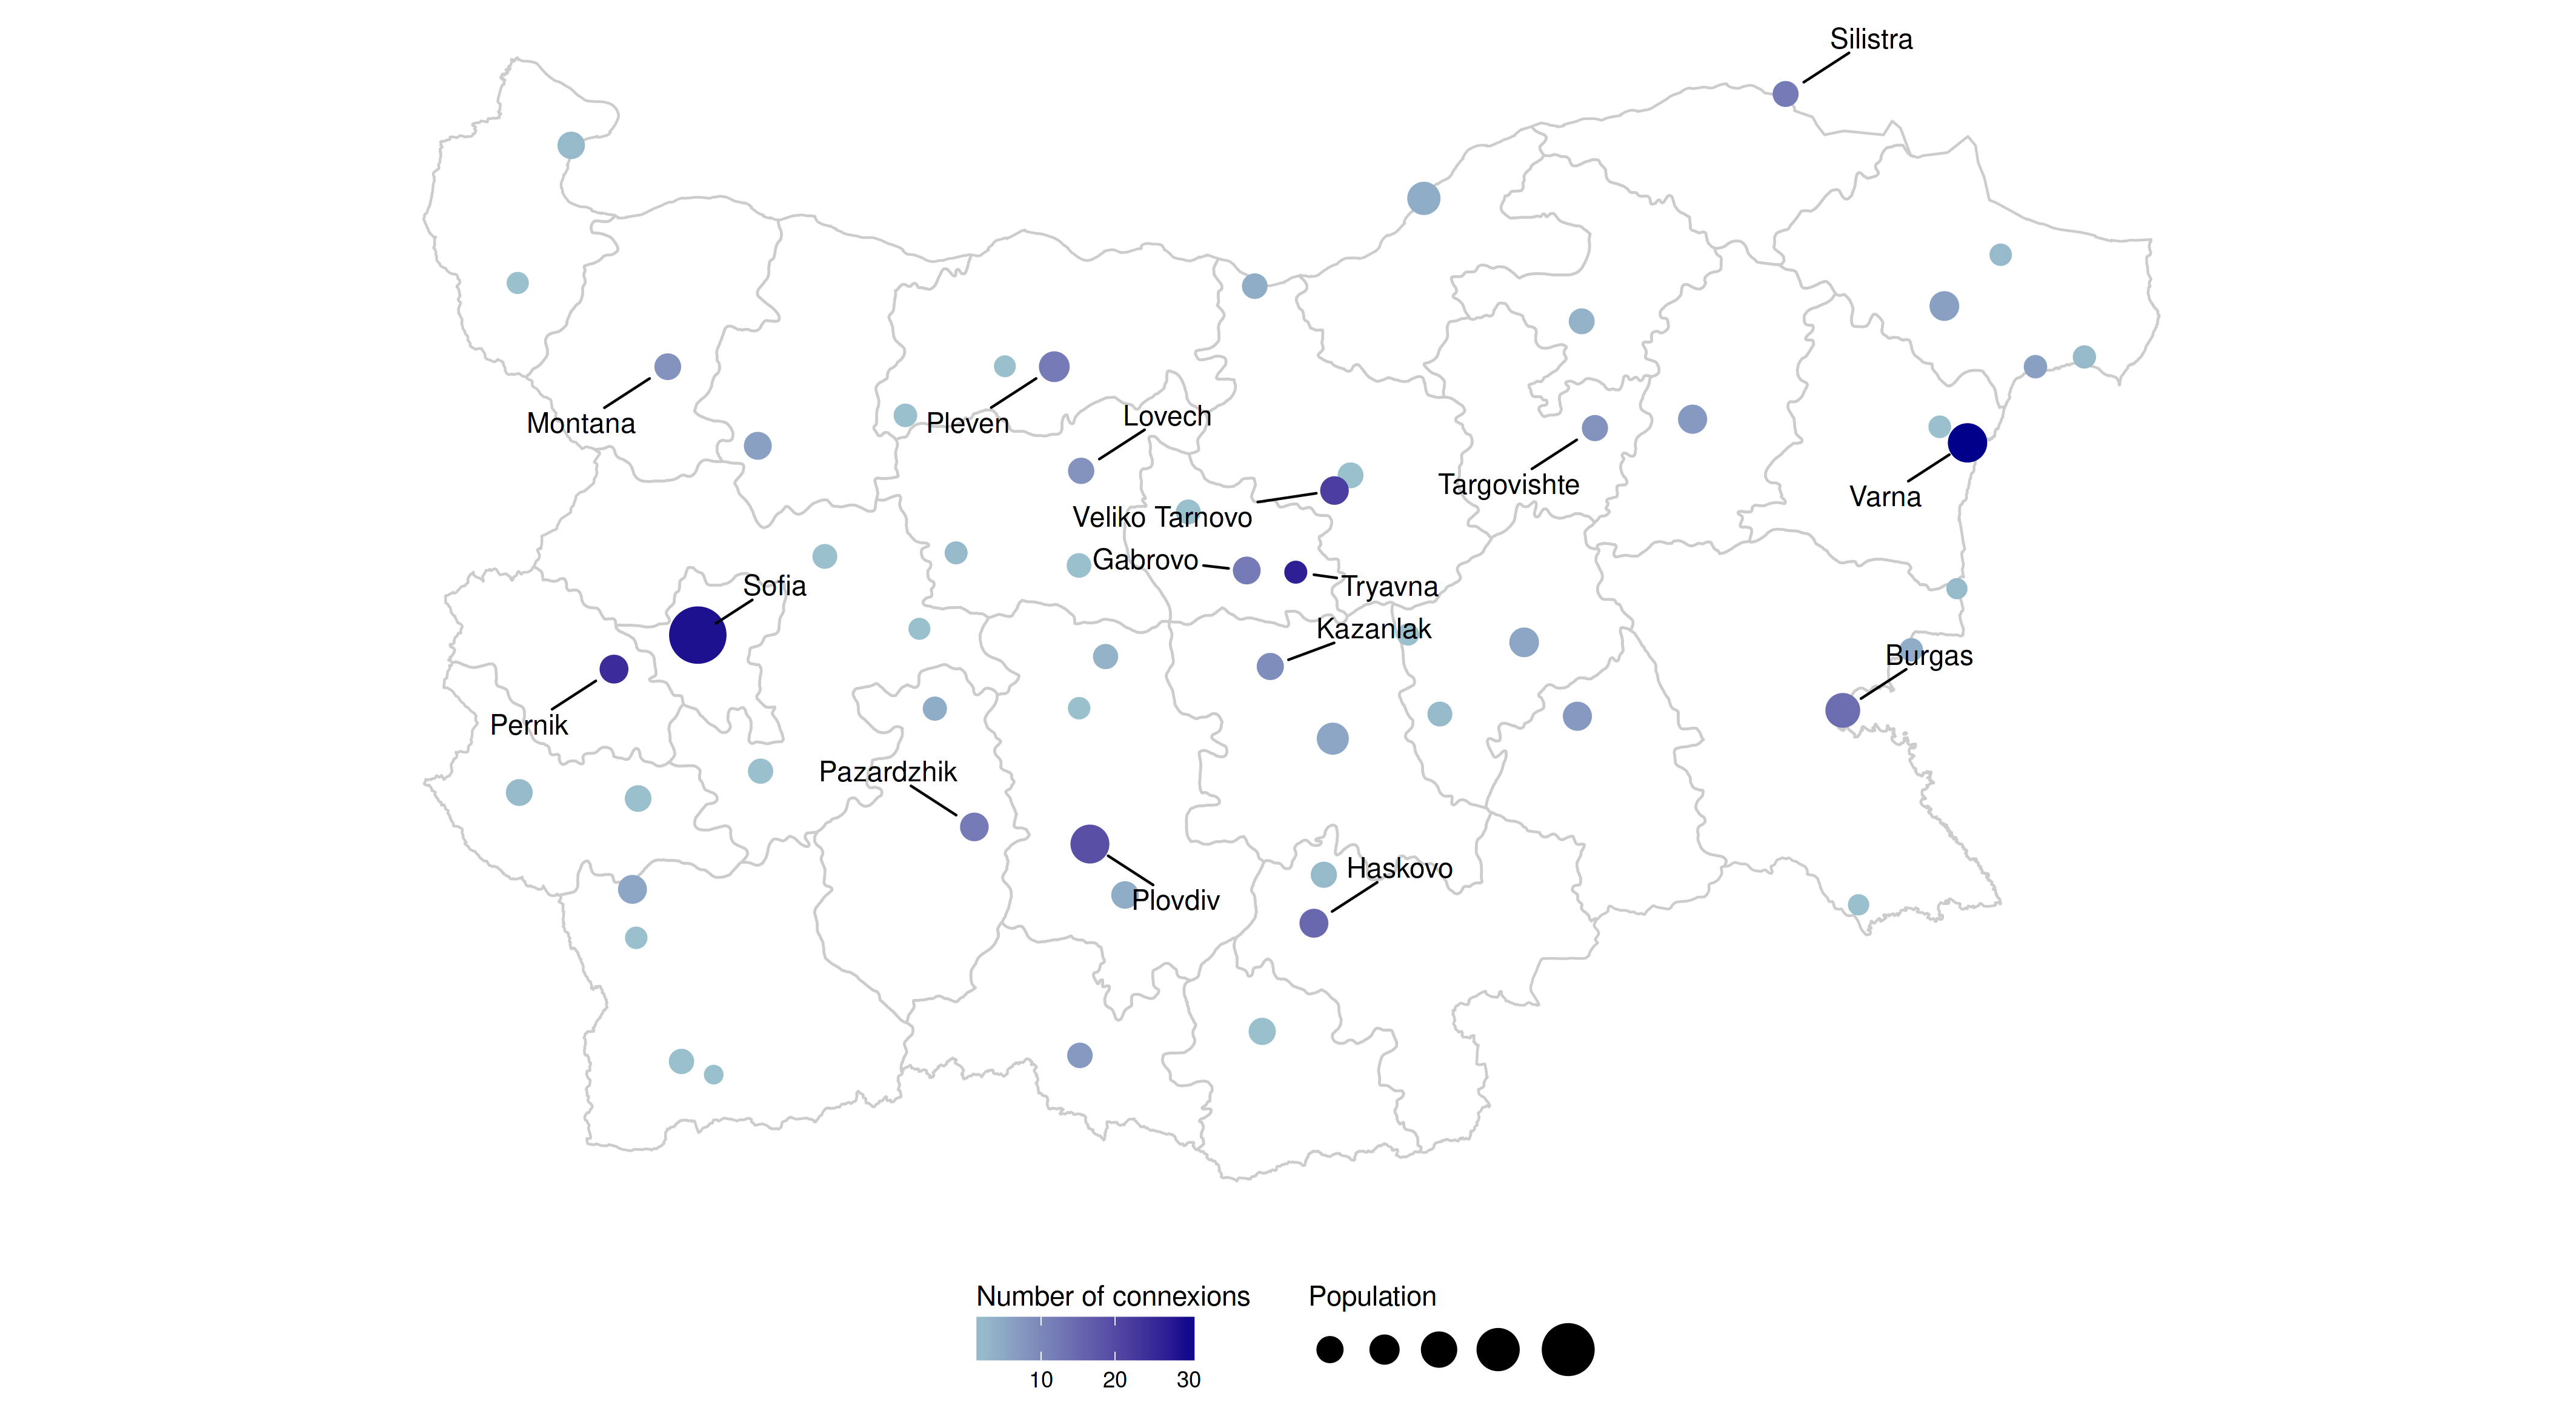 Silistra
Montana
Pleven
Lovech
Targovishte
Varna
Veliko Tarnovo
Gabrovo
Tryavna
Sofia
Kazanlak
Burgas
Pernik
Pazardzhik
Haskovo
Plovdiv
Number of connexions
10 20 30
Population